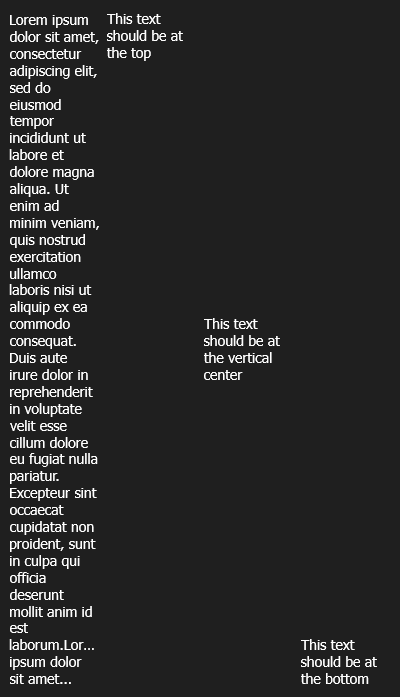 Lorem ipsum
dolor sit amet,
consectetur
adipiscing elit,
sed do
eiusmod
tempor
incididunt ut
labore et
dolore magna
aliqua. Ut
enim ad
minim veniam,
quis nostrud
exercitation
ullamco
laboris nisi ut
aliquip ex ea
commodo
consequat.
Duis aute
irure dolor in
reprehenderit
in voluptate
velit esse
cillum dolore
eu fugiat nulla
pariatur.
Excepteur sint
occaecat
cupidatat non
proident, sunt
in culpa qui
officia
deserunt
mollit anim id
est
laborum.Lor...
ipsum dolor
sit amet...
This text
should be at
the top
This text
should be at
the vertical
center
This text
should be at
the bottom